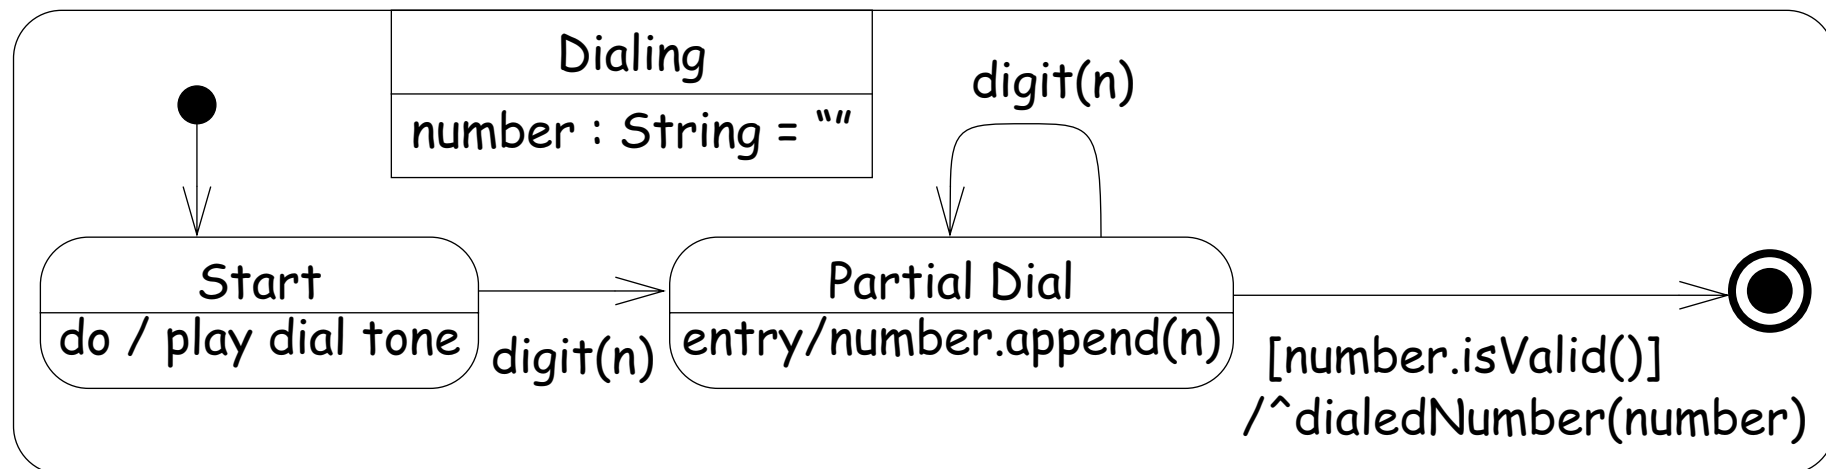 Dialing
number : String = “”
digit(n)
Start
do / play dial tone
digit(n)
Partial Dial
entry/number.append(n)
[number.isValid()]
/^dialedNumber(number)